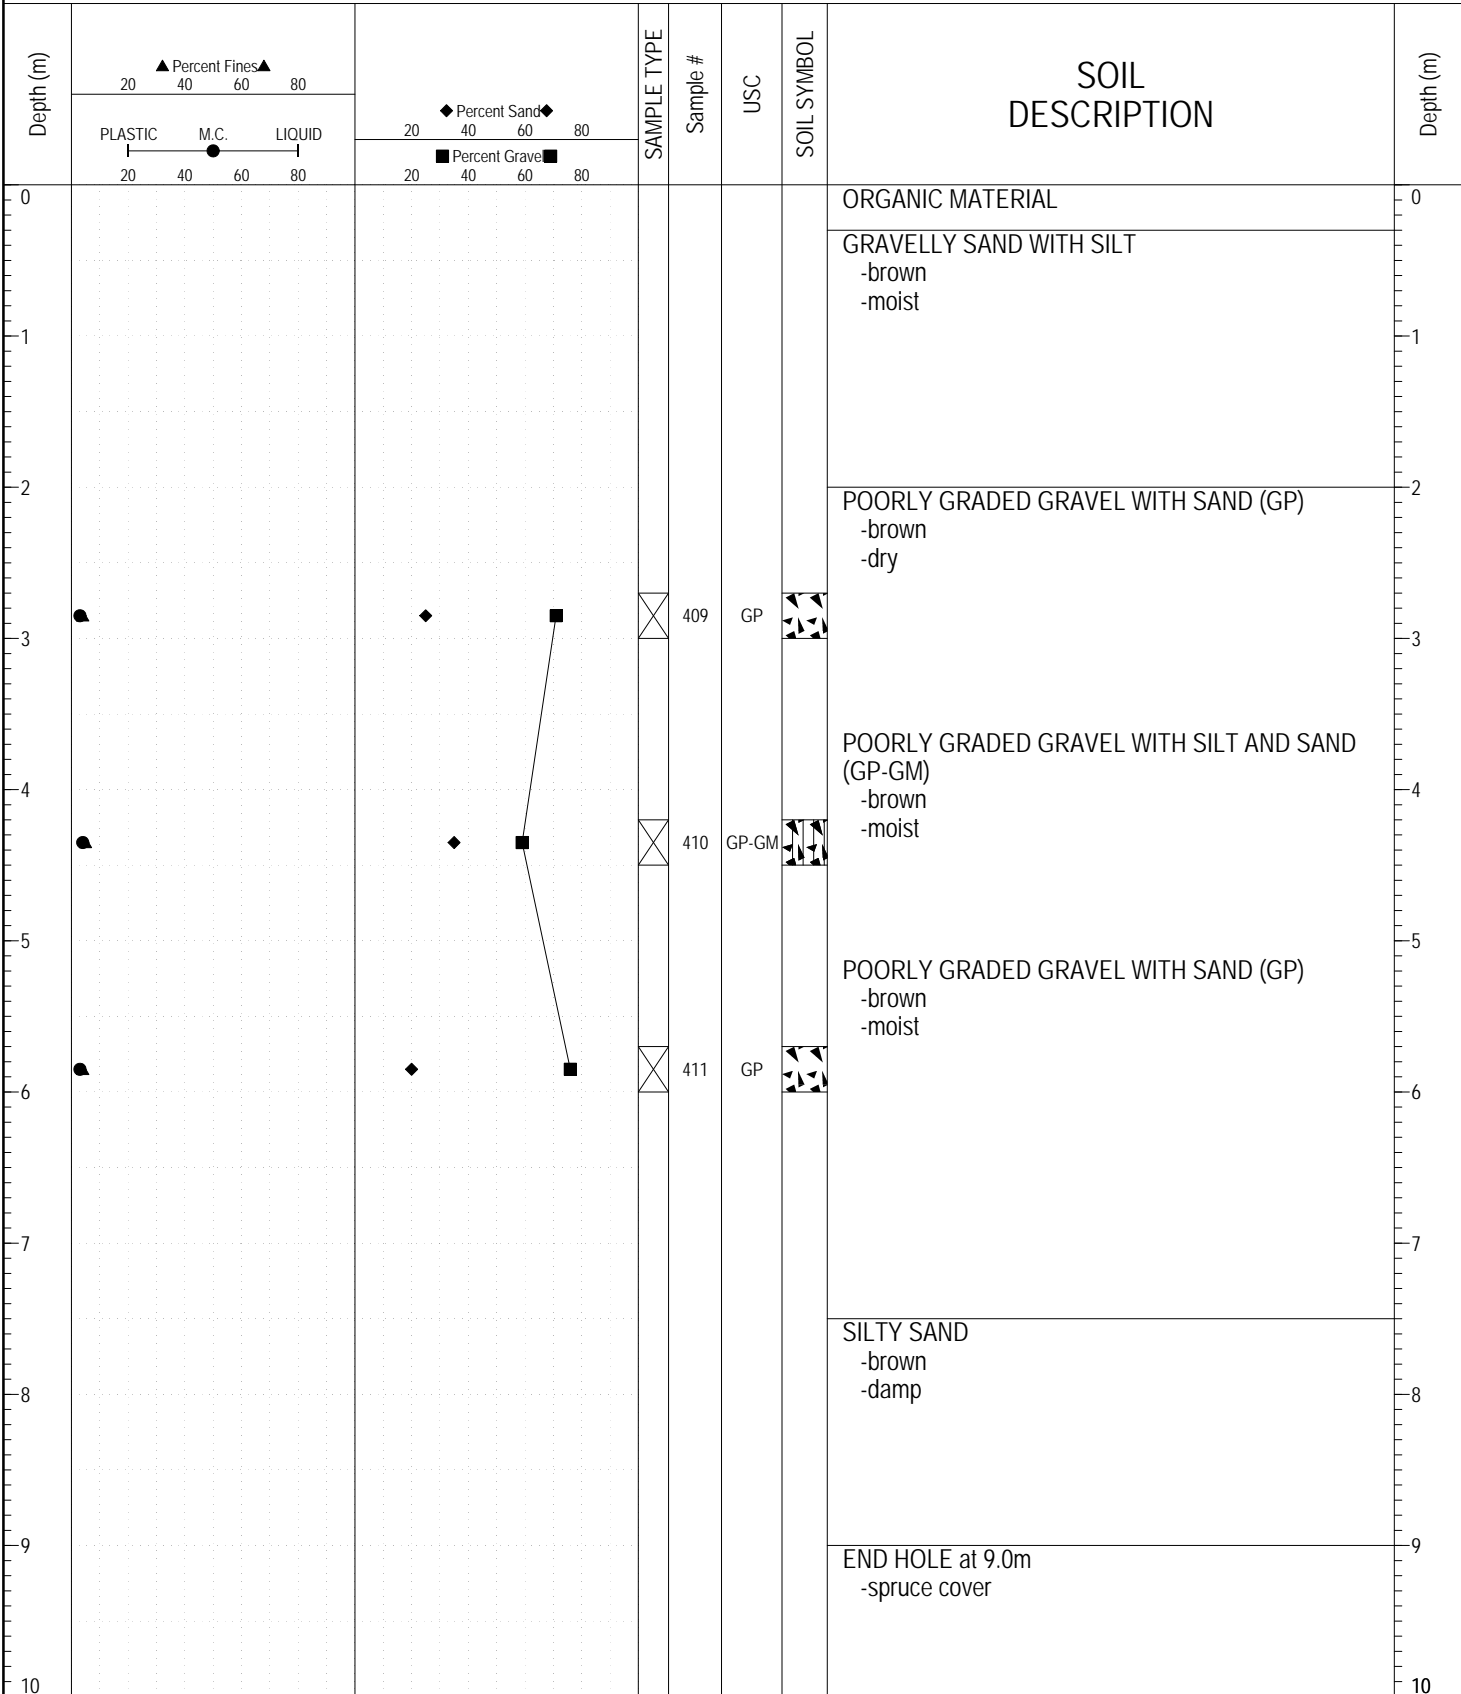 Depth (m)
▲ Percent Fines▲
20 40 60 80
PLASTIC M.C. LIQUID
20 40 60 80
◆ Percent Sand◆
20 40 60 80
■ Percent Gravel■
20 40 60 80
SAMPLE TYPE
Sample #
USC
SOIL SYMBOL
SOIL
DESCRIPTION
Depth (m)
0 0
ORGANIC MATERIAL
GRAVELLY SAND WITH SILT
-brown
-moist
1 1
2 2
POORLY GRADED GRAVEL WITH SAND (GP)
-brown
-dry
409 GP
3 3
POORLY GRADED GRAVEL WITH SILT AND SAND
(GP-GM)
4 4
-brown
-moist
410 GP-GM
5 5
POORLY GRADED GRAVEL WITH SAND (GP)
-brown
-moist
411 GP
6 6
7 7
SILTY SAND
-brown
-damp
8 8
9 9
END HOLE at 9.0m
-spruce cover
10 10